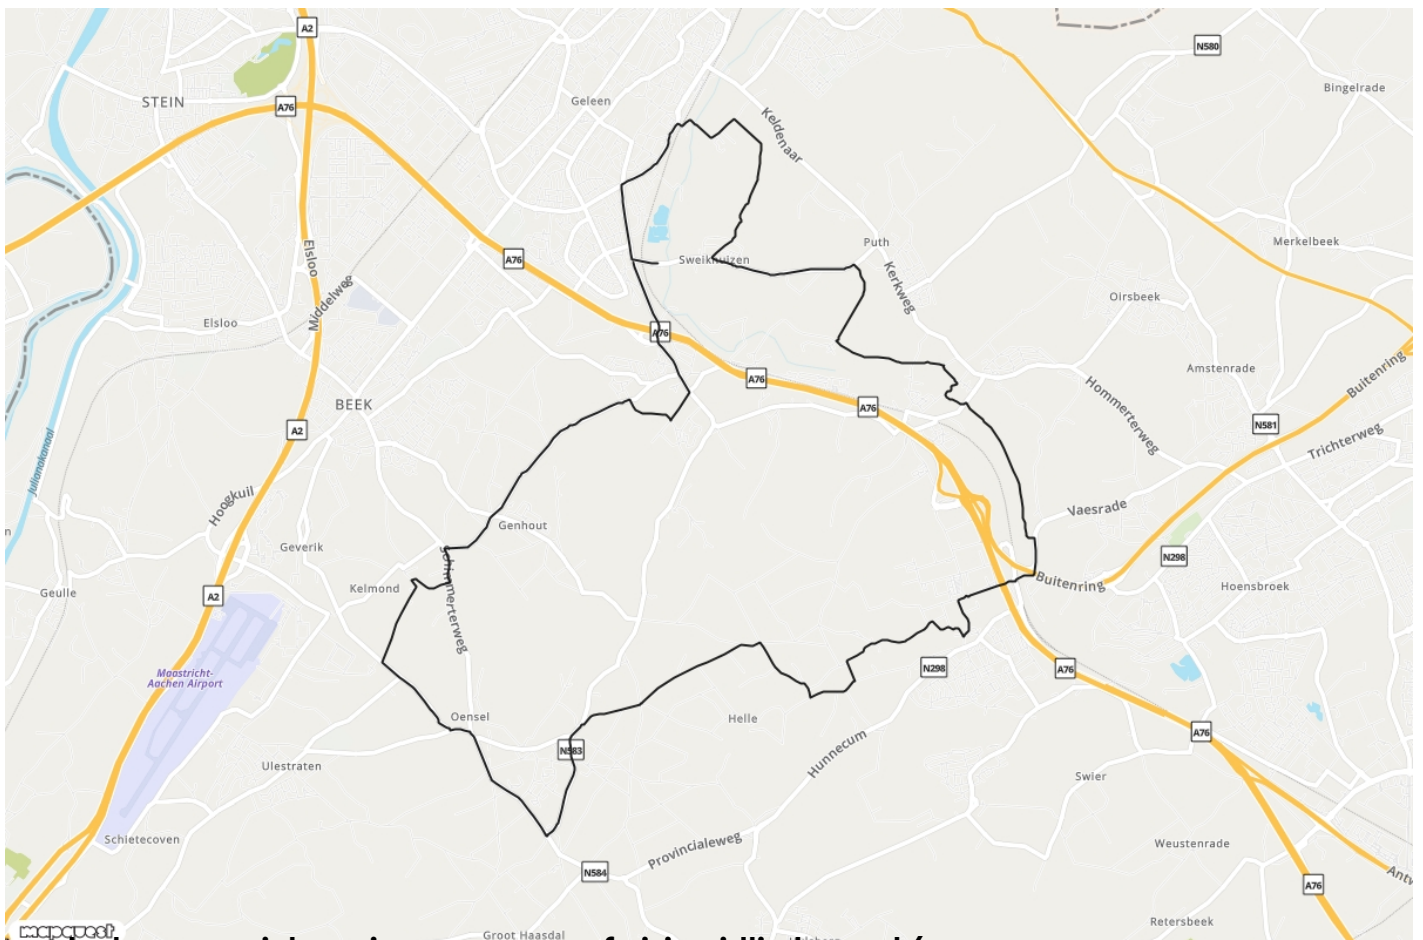 A2
N580
STEIN
A76
Geleen
Bingelrade
Keldenaar
Elsloo
A76
Puth
Merkelbeek
Sweikhuizen
Kerkweg
Middelweg
Oirsbeek
Elsloo
A76
Amstenrade
Buitenring
A76
BEEK
A76
Hommerterweg
A2
N581
Trichterweg
Julianakanaal
Hoogkuil
Vaesrade
Genhout
Geverik
Schimmerterweg
N298
Buitenring
Hoensbroek
Kelmond
Geulle
A2
N298
A76
Maastricht-
Aachen Airport
Oensel
Helle
N583
A76
Hunnecum
Ulestraten
Swier
Schietecoven
Provincialeweg
Weustenrade
N584
A76
Retersbeek
Groot Haasdal
mapquest